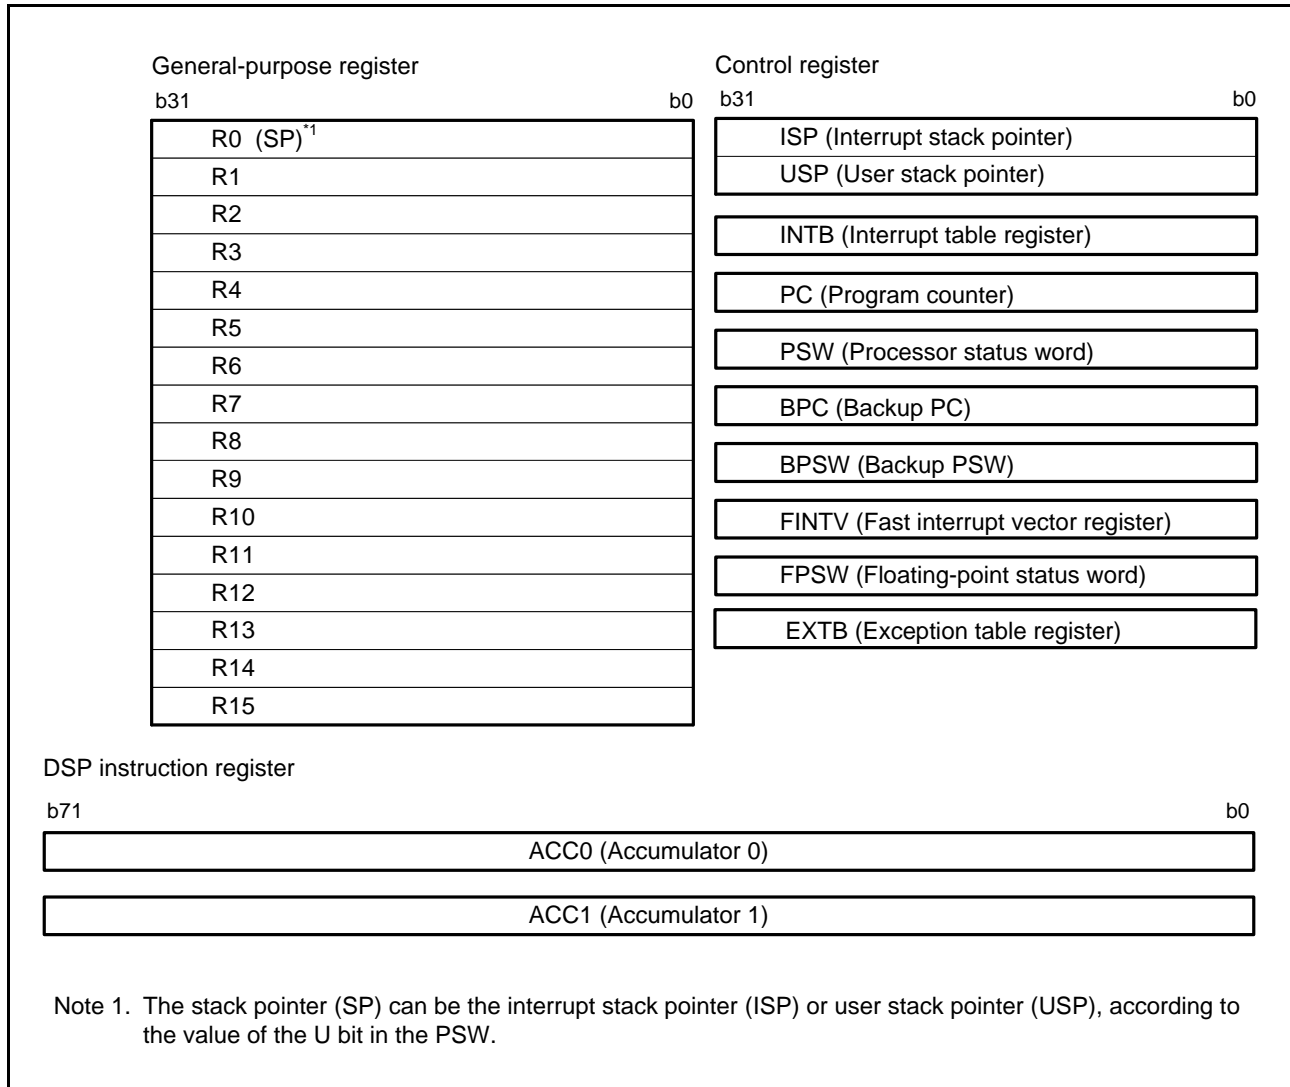 General-purpose register
b31 b0
R0 (SP)*1
R1
R2
R3
R4
R5
R6
R7
R8
R9
R10
R11
R12
R13
R14
R15
Control register
b31 b0
ISP (Interrupt stack pointer)
USP (User stack pointer)
INTB (Interrupt table register)
PC (Program counter)
PSW (Processor status word)
BPC (Backup PC)
BPSW (Backup PSW)
FINTV (Fast interrupt vector register)
FPSW (Floating-point status word)
EXTB (Exception table register)
DSP instruction register
b71 b0
ACC0 (Accumulator 0)
ACC1 (Accumulator 1)
Note 1. The stack pointer (SP) can be the interrupt stack pointer (ISP) or user stack pointer (USP), according to
the value of the U bit in the PSW.